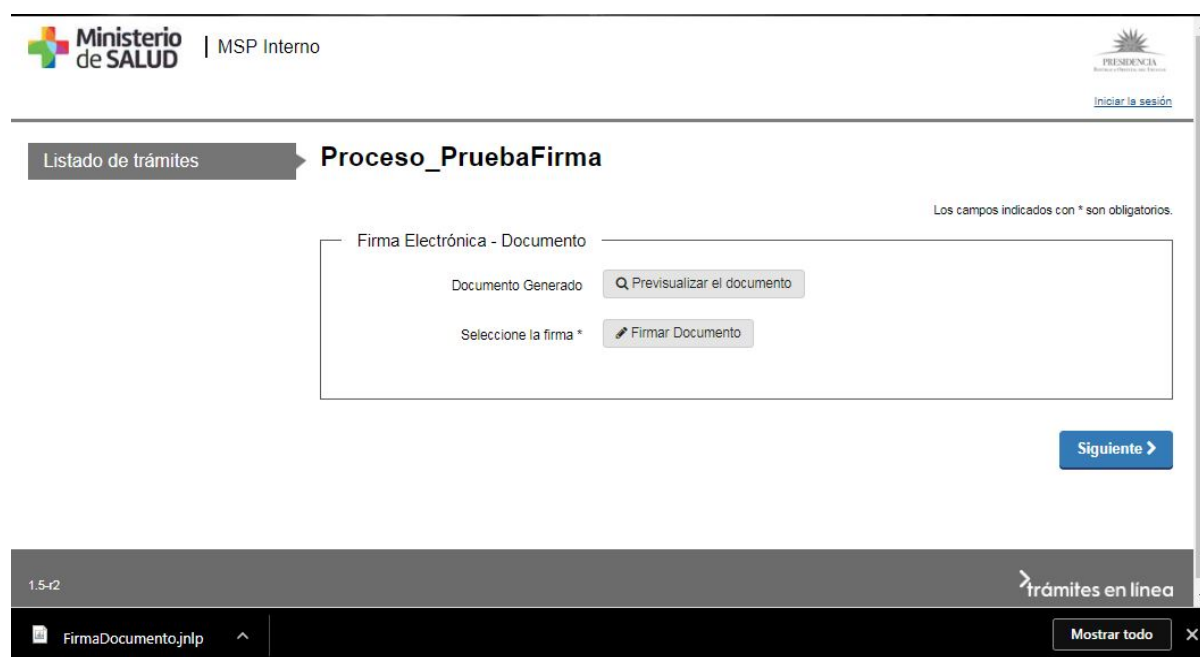 Ministerio
de SALUD
MSP Interno
PRESIDENCIA
Iniciar la sesión
Listado de trámites
Proceso_PruebaFirma
Los campos indicados con * son obligatorios.
Firma Electrónica - Documento
Documento Generado
Previsualizar el documento
Seleccione la firma *
Firmar Documento
Siguiente
1.5-r2
trámites en línea
FirmaDocumento.jnlp
Mostrar todo